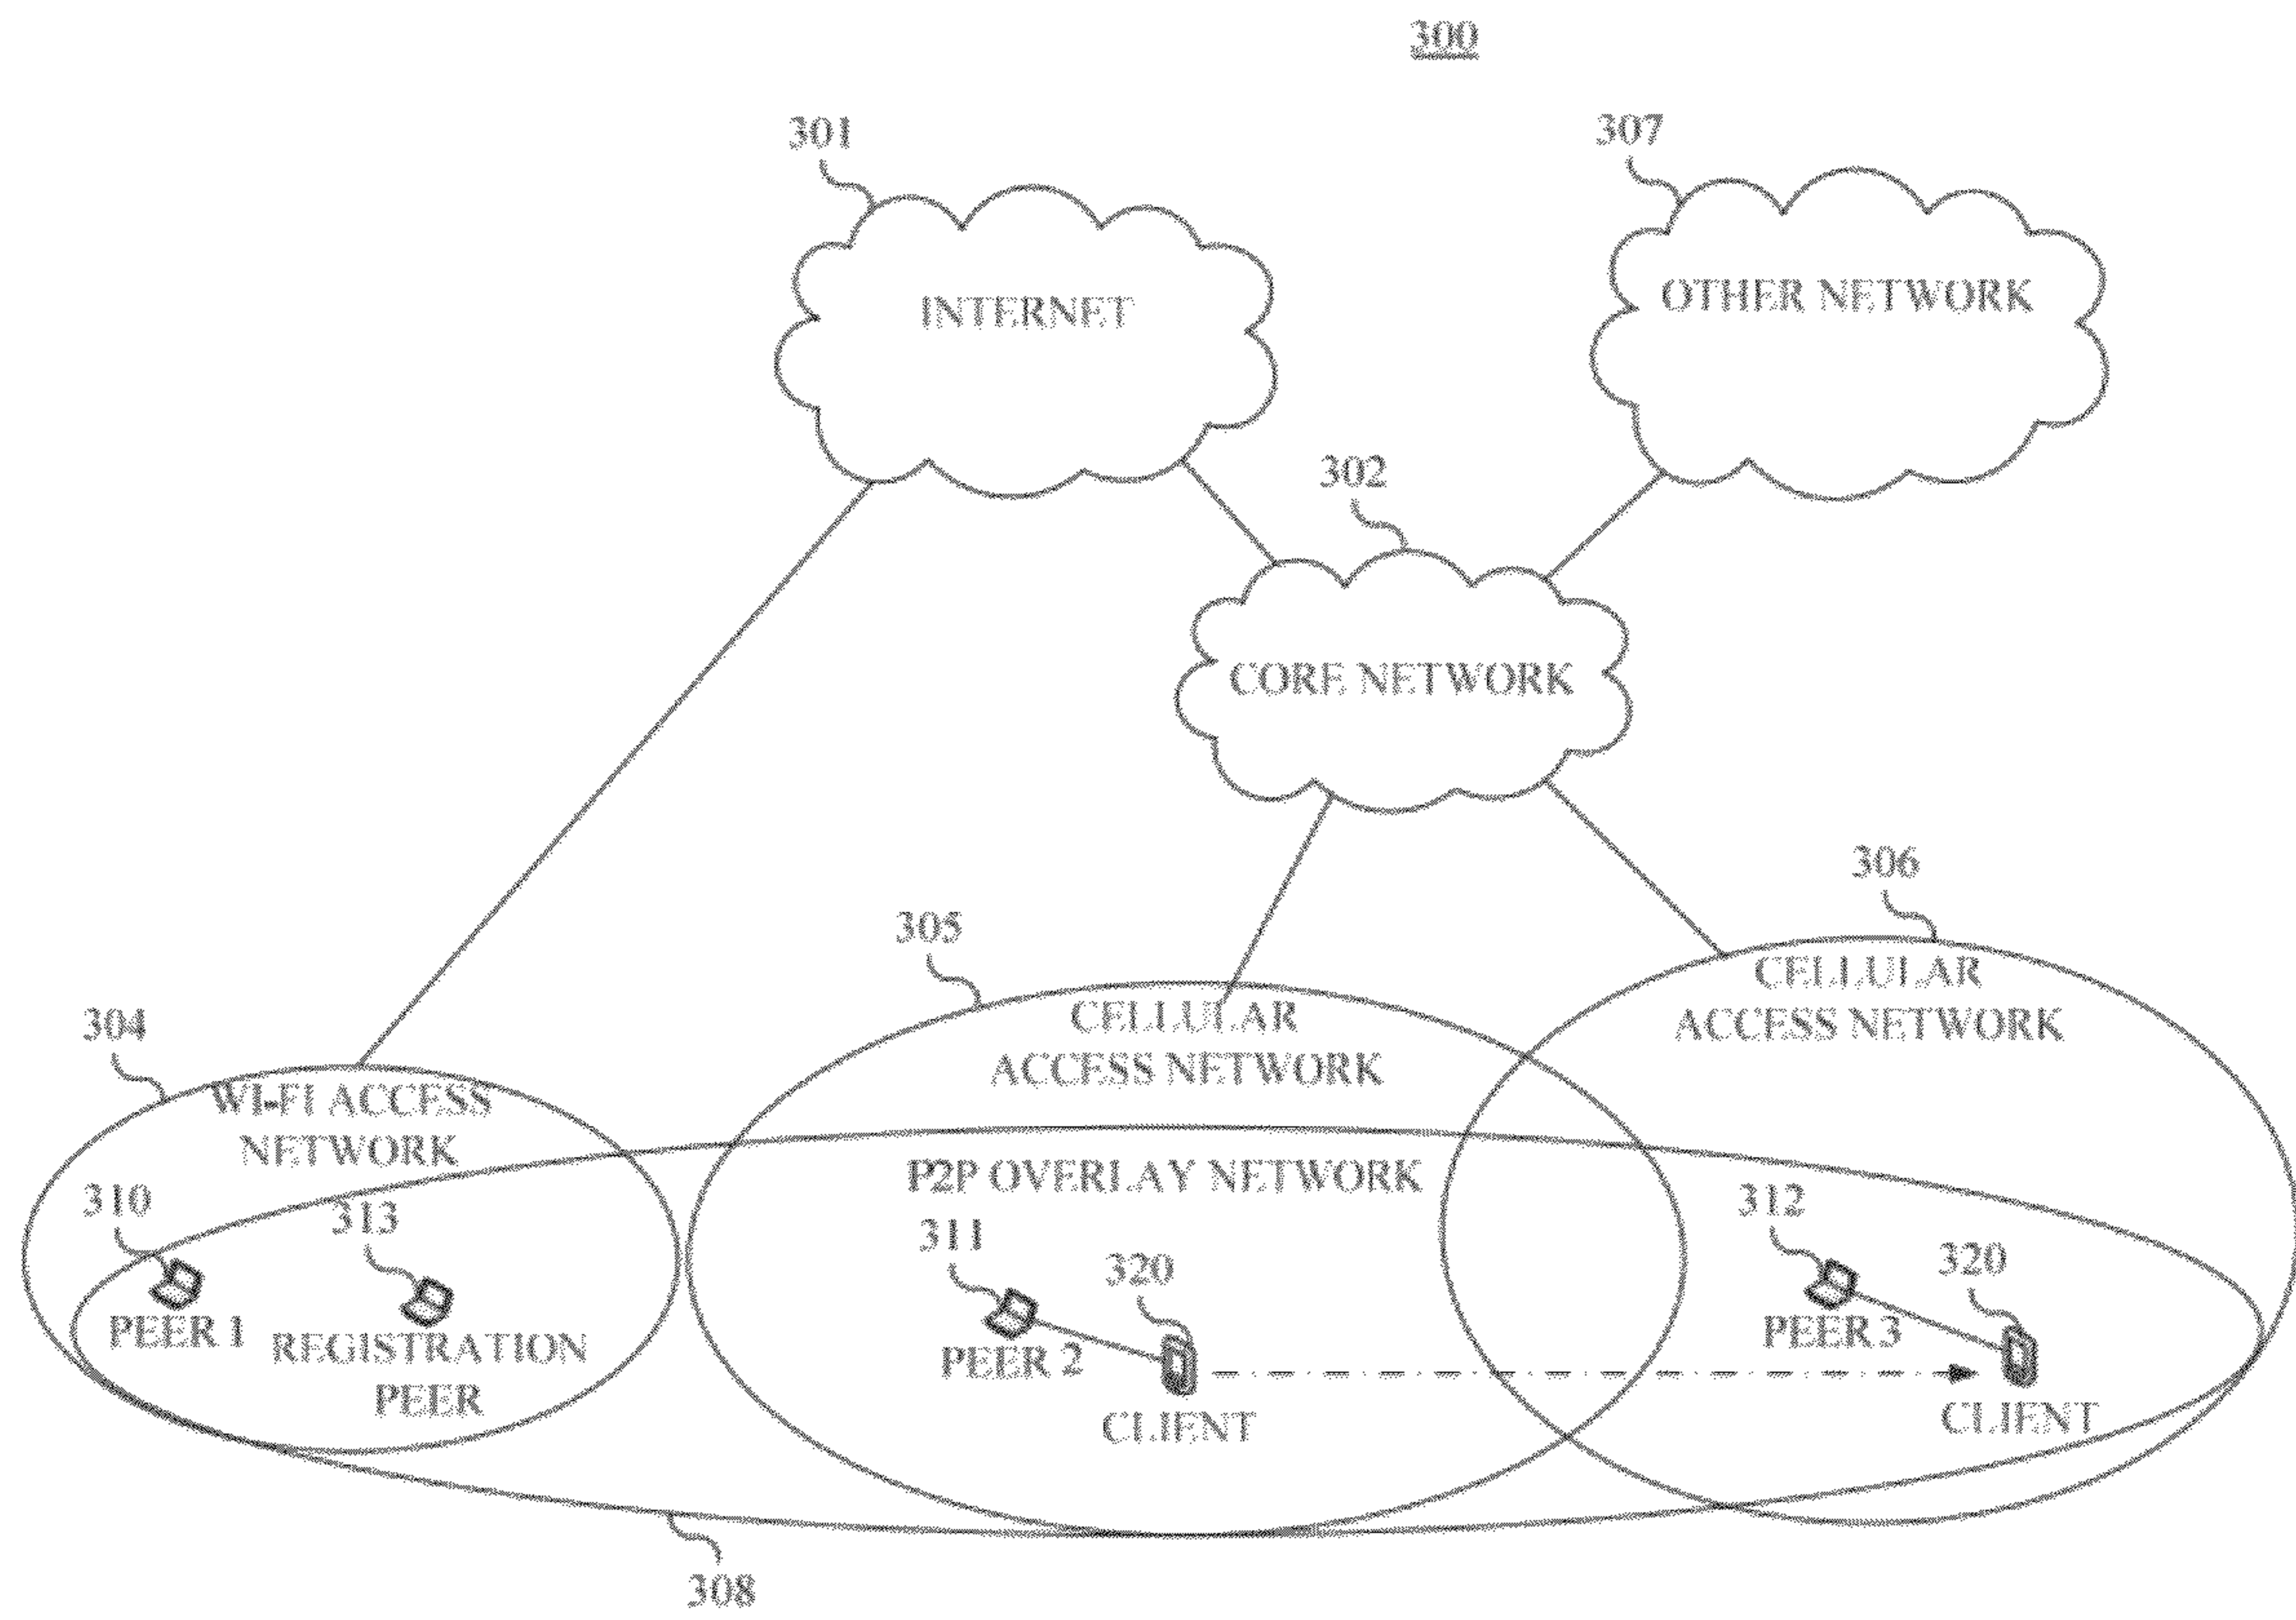 300
301
307
INTERNET
OTHER NETWORK
302
CORE NETWORK
306
305
CELLULAR
ACCESS NETWORK
304
CELLULAR
ACCESS NETWORK
WI-FI ACCESS
NETWORK
P2P OVERLAY NETWORK
310
313
311
320
312
320
PEER 1
REGISTRATION
PEER
PEER 2
CLIENT
PEER 3
CLIENT
308